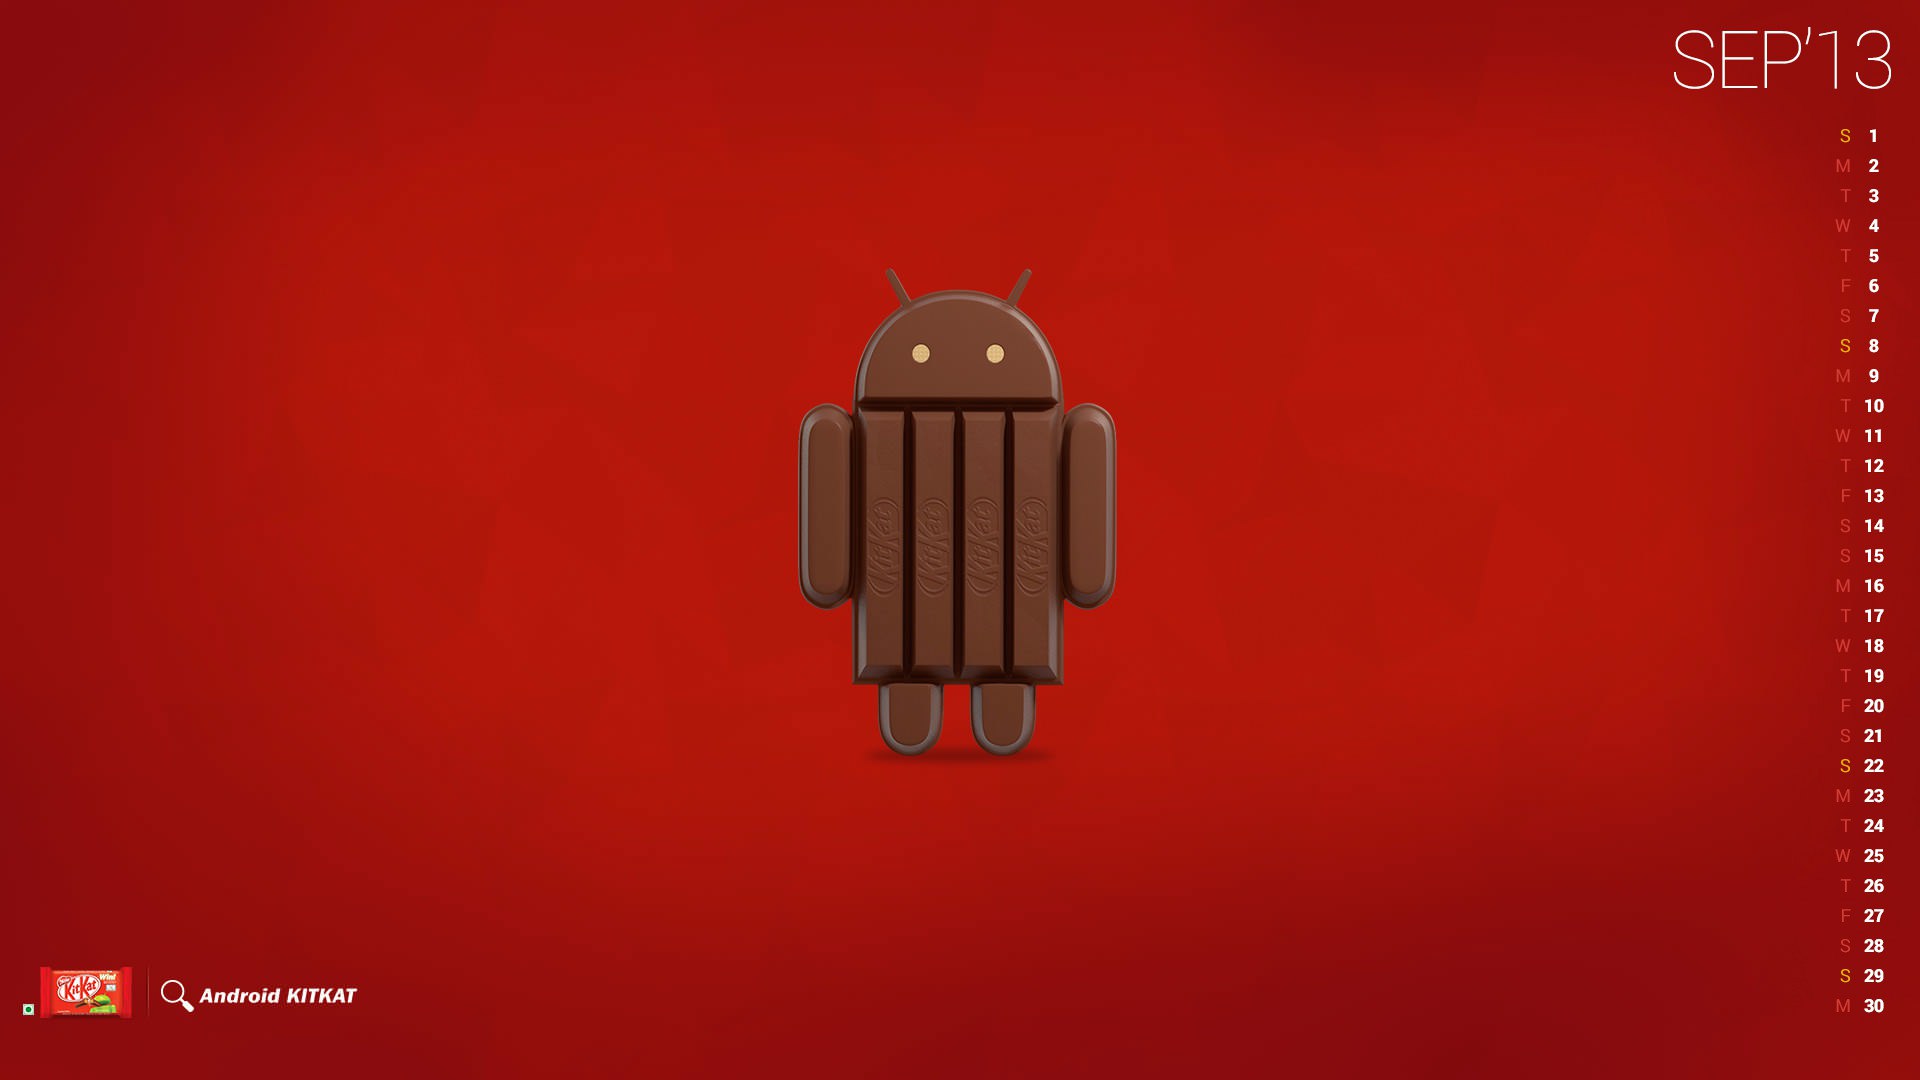 SEP'13
S 1
M 2
T 3
W 4
T 5
F 6
S 7
S 8
M 9
T 10
W 11
T 12
F 13
S 14
S 15
M 16
T 17
W 18
T 19
F 20
S 21
S 22
M 23
T 24
W 25
T 26
F 27
S 28
S 29
M 30
KitKat KitKat KitKat KitKat
Win!
KitKat
Android KITKAT